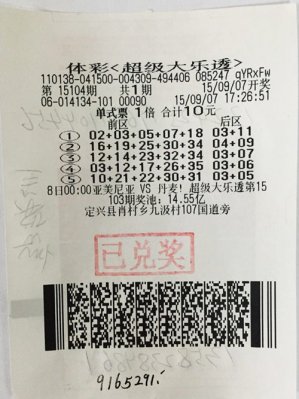 体彩<超级大乐透>
110138-041500-004309-494406 085247 qYRxFw
第 15104期 共1期 15/09/07开奖
06-014134-101 00090 15/09/07 17:26:51
单式票 1倍 合计10元
前区 后区
① 02+03+05+07+18 03+11
② 16+19+25+30+34 04+09
③ 12+14+23+32+34 03+07
④ 03+12+17+26+35 03+05
⑤ 10+21+22+30+31 03+06
8日00:00亚美尼亚 VS 丹麦! 超级大乐透第15
103期奖池: 14.55亿
定兴县肖村乡九汲村107国道旁
已兑奖
9165291.